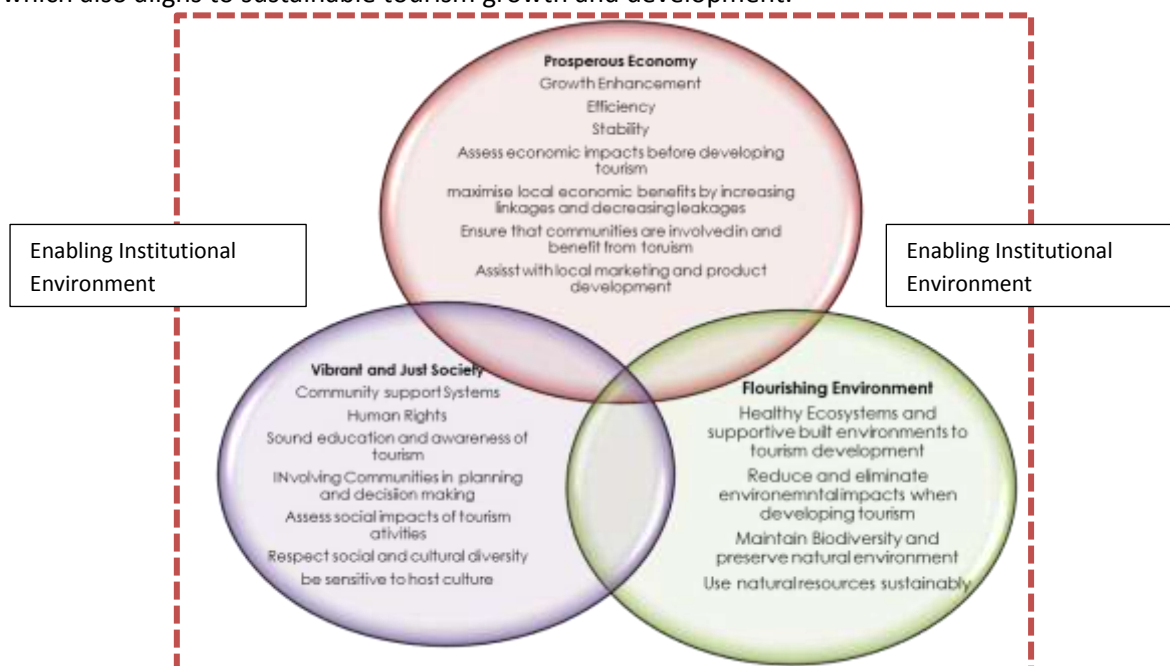 which also aligns to sustainable tourism growth and development.
Prosperous Economy
Growth Enhancement
Efficiency
Stability
Assess economic impacts before developing
tourism
maximise local economic benefits by increasing
linkages and decreasing leakages
Ensure that communities are involved in and
benefit from toruism
Assisst with local marketing and product
development
Enabling Institutional
Environment
Enabling Institutional
Environment
Vibrant and Just Society
Community support Systems
Human Rights
Sound education and awareness of
tourism
INvolving Communities in planning
and decisiion making
Assess social impacts of tourism
ativities
Respect social and cultural diversity
be sensitive to host culture
Flourishing Environment
Healthy Ecosystems and
supportive built environments to
tourism development
Reduce and eliminate
environemntal impacts when
developing tourism
Maintain Biodiversity and
preserve natural environment
Use natural resources sustainably